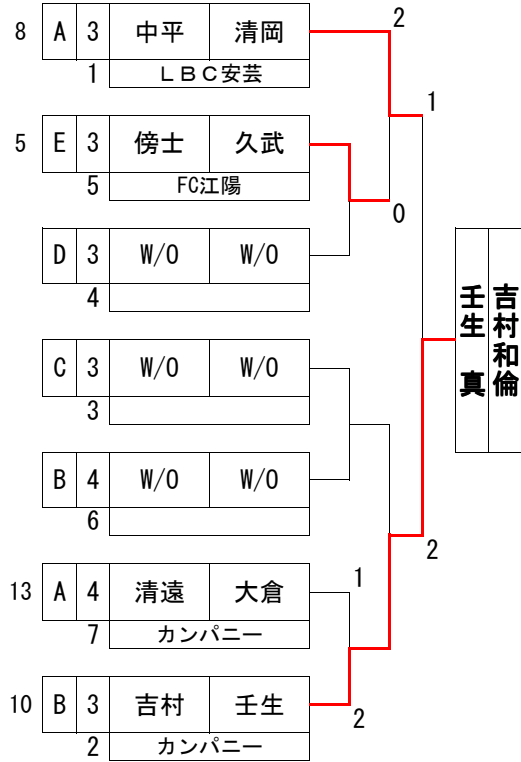 8 A 3 中平 清岡 2
1 LBC安芸
1
5 E 3 傍士 久武
5 FC江陽
0
D 3 W/O W/O
4
壬生 真
吉村和倫
C 3 W/O W/O
3
B 4 W/O W/O
6
2
13 A 4 清遠 大倉 1
7 カンパニー
10 B 3 吉村 壬生 2
2 カンパニー